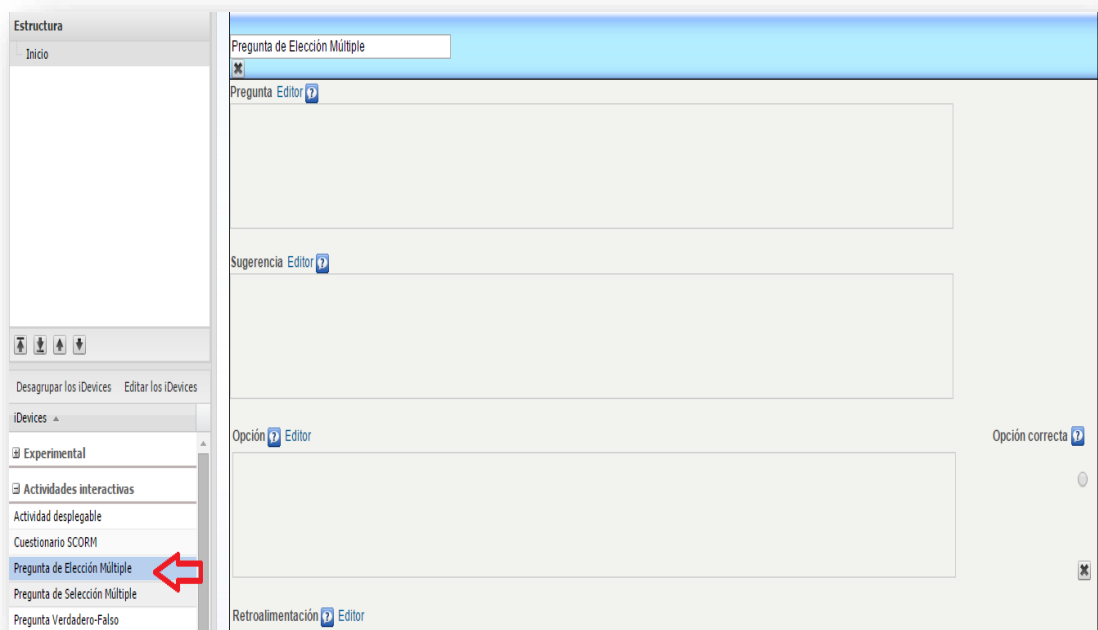 Estructura
Inicio
Desagrupar los iDevices Editar los iDevices
iDevices
Experimental
Actividades interactivas
Actividad desplegable
Cuestionario SCORM
Pregunta de Elección Múltiple
Pregunta de Selección Múltiple
Pregunta Verdadero-Falso
Pregunta de Elección Múltiple
Pregunta Editor ?
Sugerencia Editor ?
Opción ? Editor
Opción correcta ?
Retroalimentación ? Editor